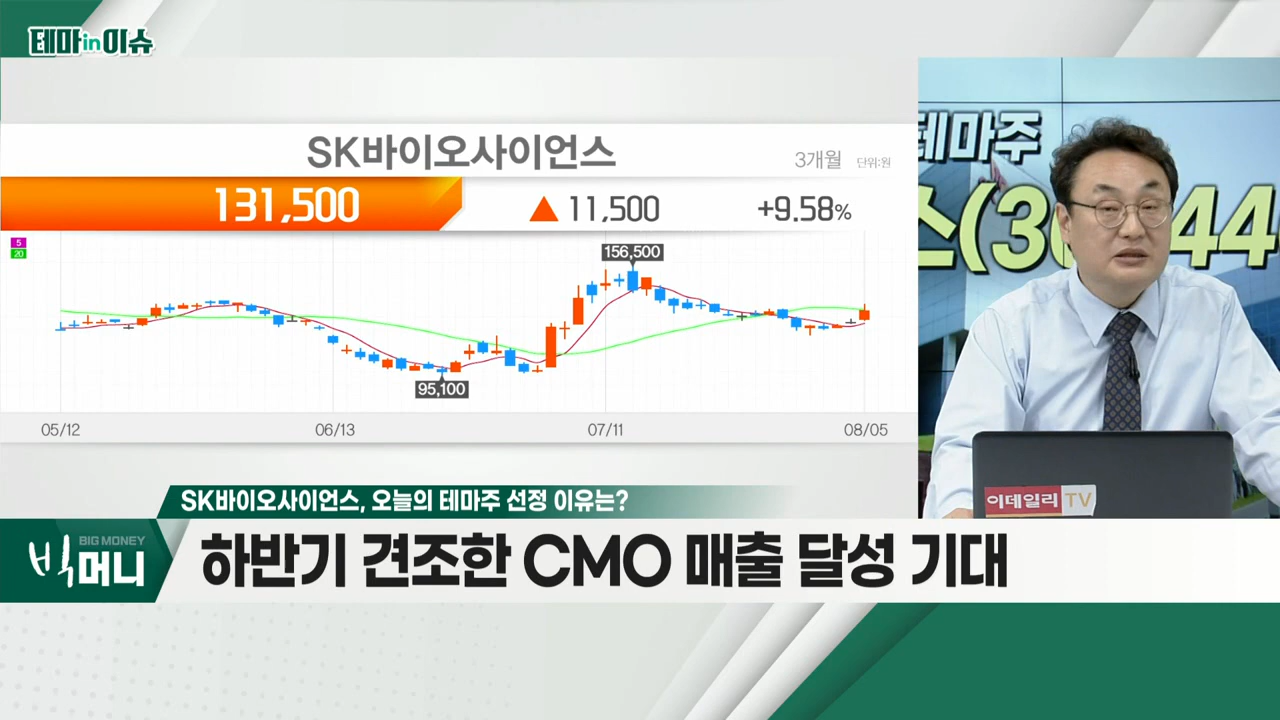 테마in이슈
SK바이오사이언스
3개월 단위:원
131,500 ▲ 11,500 +9.58%
5
20
156,500
95,100
05/12 06/13 07/11 08/05
테마주
스(30 44
이데일리TV
SK바이오사이언스, 오늘의 테마주 선정 이유는?
BIG MONEY
빅머니
하반기 견조한 CMO 매출 달성 기대